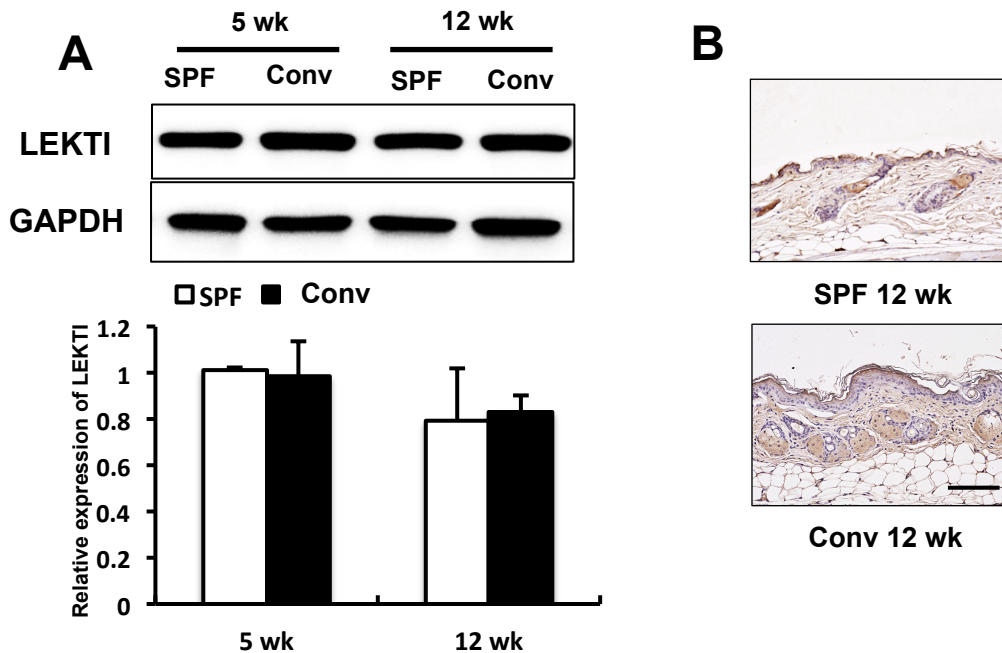 A
5 wk
12 wk
SPF
Conv
SPF
Conv
LEKTI
GAPDH
SPF
Conv
Relative expression of LEKTI
1.2
1
0.8
0.6
0.4
0.2
0
5 wk
12 wk
B
SPF 12 wk
Conv 12 wk